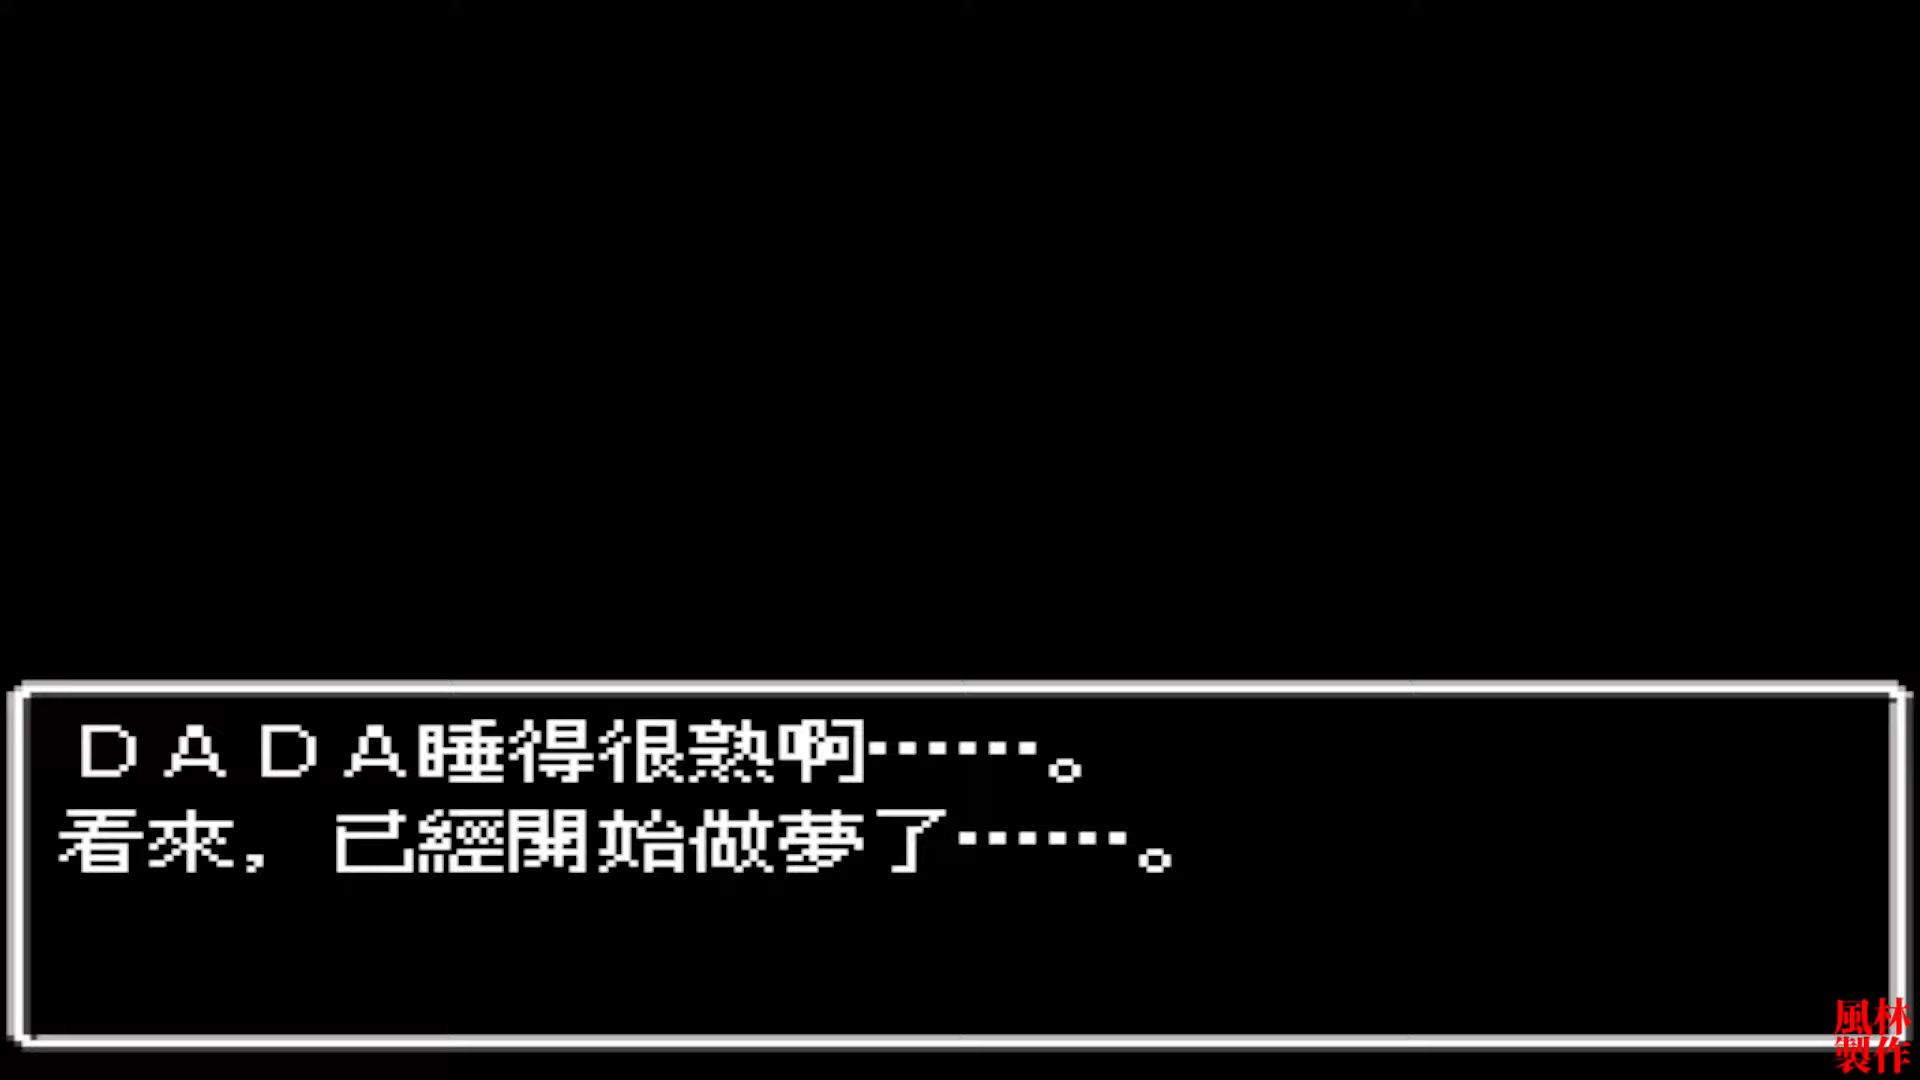 ＤＡＤＡ睡得很熟啊……。
看來，已經開始做夢了……。
風林
製作